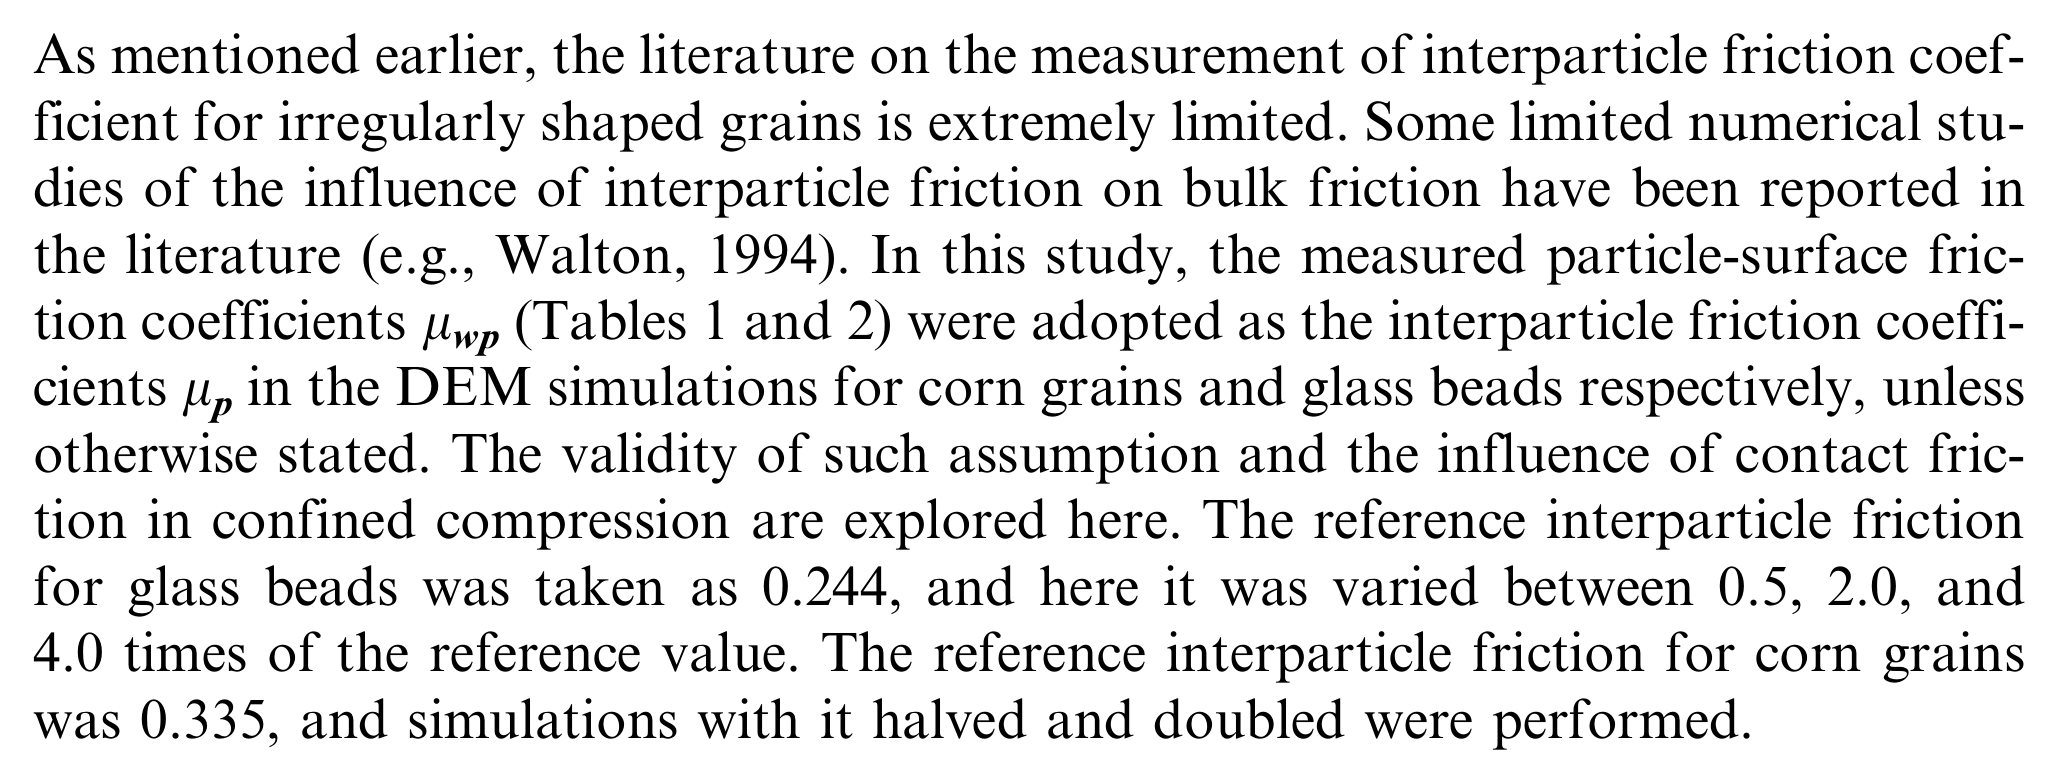 As mentioned earlier, the literature on the measurement of interparticle friction coef-
ficient for irregularly shaped grains is extremely limited. Some limited numerical stu-
dies of the influence of interparticle friction on bulk friction have been reported in
the literature (e.g., Walton, 1994). In this study, the measured particle-surface fric-
tion coefficients μwp (Tables 1 and 2) were adopted as the interparticle friction coeffi-
cients μp in the DEM simulations for corn grains and glass beads respectively, unless
otherwise stated. The validity of such assumption and the influence of contact fric-
tion in confined compression are explored here. The reference interparticle friction
for glass beads was taken as 0.244, and here it was varied between 0.5, 2.0, and
4.0 times of the reference value. The reference interparticle friction for corn grains
was 0.335, and simulations with it halved and doubled were performed.